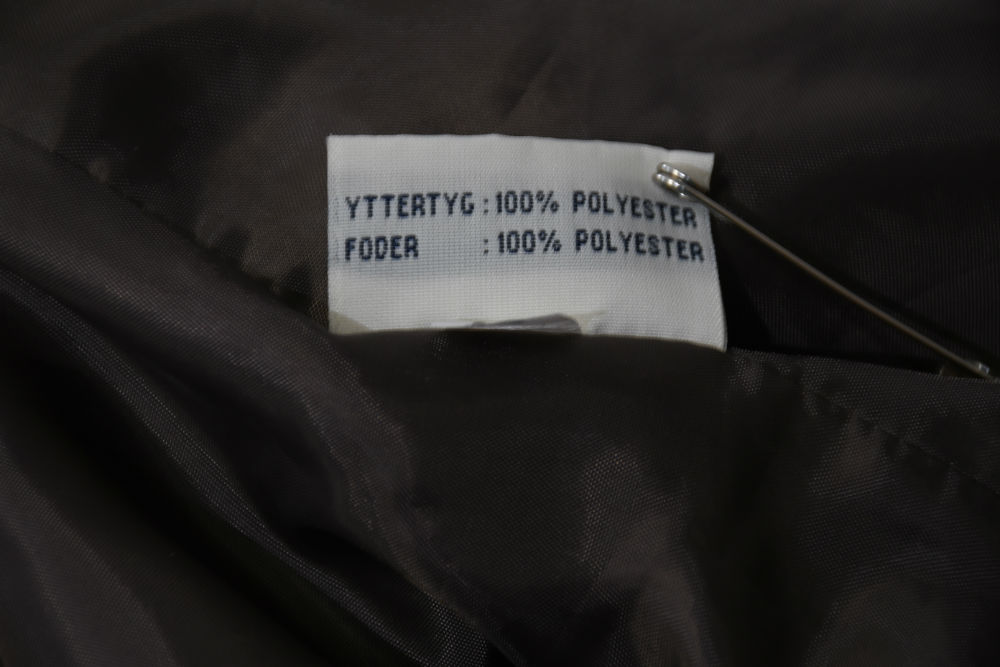 YTTERTYG : 100% POLYESTER
FODER : 100% POLYESTER